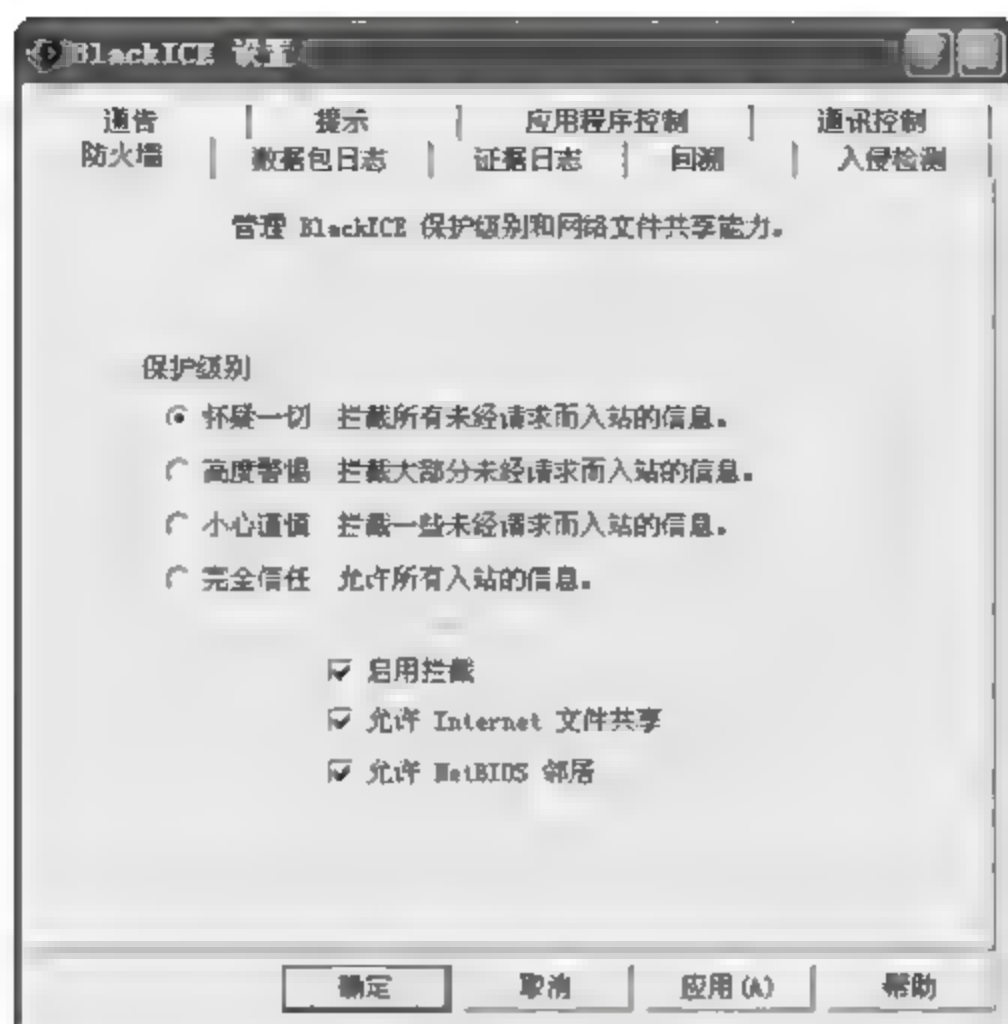 BlackICE 设置
通告 提示 应用程序控制 通讯控制
防火墙 数据包日志 证据日志 回溯 入侵检测
管理 BlackICE 保护级别和网络文件共享能力。
保护级别
怀疑一切 拦截所有未经请求而入站的信息。
高度警惕 拦截大部分未经请求而入站的信息。
小心谨慎 拦截一些未经请求而入站的信息。
完全信任 允许所有入站的信息。
启用拦截
允许 Internet 文件共享
允许 NetBIOS 邻居
确定 取消 应用(A) 帮助